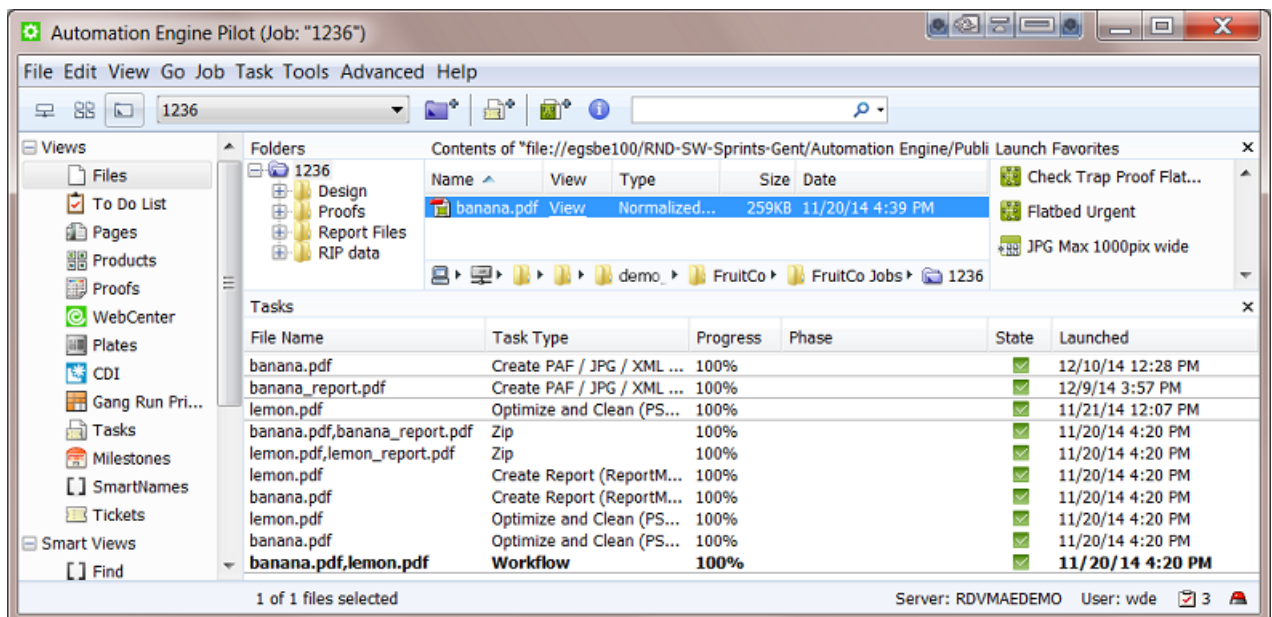 Automation Engine Pilot (Job: "1236")
File Edit View Go Job Task Tools Advanced Help
1236
Views
Files
To Do List
Pages
Products
Proofs
WebCenter
Plates
CDI
Gang Run Pri...
Tasks
Milestones
SmartNames
Tickets
Smart Views
Find
Folders
1236
Design
Proofs
Report Files
RIP data
Contents of "file://egsbe100/RND-SW-Sprints-Gent/Automation Engine/Publi
Name View Type Size Date
banana.pdf View Normalized... 259KB 11/20/14 4:39 PM
demo_ FruitCo FruitCo Jobs 1236
Launch Favorites
Check Trap Proof Flat...
Flatbed Urgent
JPG Max 1000pix wide
Tasks
File Name Task Type Progress Phase State Launched
banana.pdf Create PAF / JPG / XML ... 100% 12/10/14 12:28 PM
banana_report.pdf Create PAF / JPG / XML ... 100% 12/9/14 3:57 PM
lemon.pdf Optimize and Clean (PS... 100% 11/21/14 12:07 PM
banana.pdf,banana_report.pdf Zip 100% 11/20/14 4:20 PM
lemon.pdf,lemon_report.pdf Zip 100% 11/20/14 4:20 PM
lemon.pdf Create Report (ReportM... 100% 11/20/14 4:20 PM
banana.pdf Create Report (ReportM... 100% 11/20/14 4:20 PM
lemon.pdf Optimize and Clean (PS... 100% 11/20/14 4:20 PM
banana.pdf Optimize and Clean (PS... 100% 11/20/14 4:20 PM
banana.pdf,lemon.pdf Workflow 100% 11/20/14 4:20 PM
1 of 1 files selected
Server: RDVMAEDEMO User: wde 3